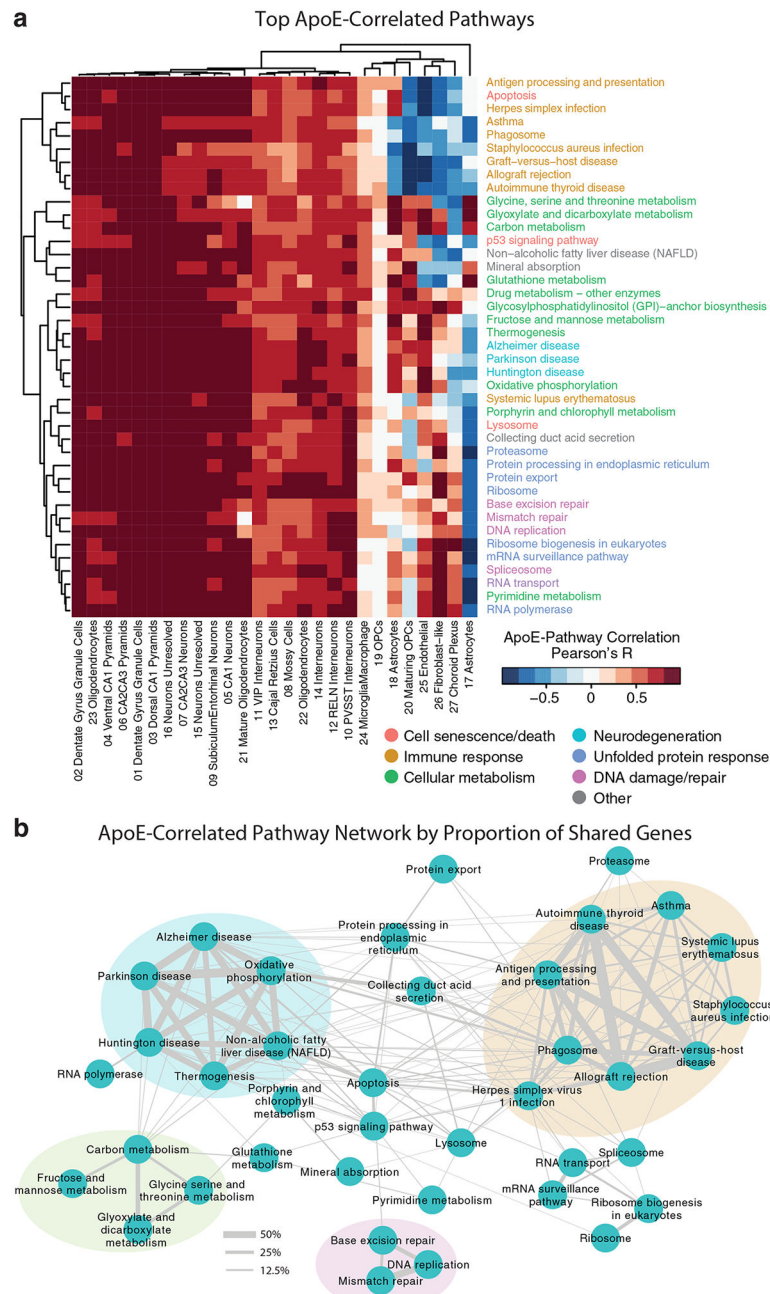 a
Top ApoE-Correlated Pathways
Antigen processing and presentation
Apoptosis
Herpes simplex infection
Asthma
Phagosome
Staphylococcus aureus infection
Graft-versus-host disease
Allograft rejection
Autoimmune thyroid disease
Glycine, serine and threonine metabolism
Glyoxylate and dicarboxylate metabolism
Carbon metabolism
p53 signaling pathway
Non-alcoholic fatty liver disease (NAFLD)
Mineral absorption
Glutathione metabolism
Drug metabolism - other enzymes
Glycosylphosphatidylinositol (GPI)-anchor biosynthesis
Fructose and mannose metabolism
Thermogenesis
Alzheimer disease
Parkinson disease
Huntington disease
Oxidative phosphorylation
Systemic lupus erythematosus
Porphyrin and chlorophyll metabolism
Lysosome
Collecting duct acid secretion
Proteasome
Protein processing in endoplasmic reticulum
Protein export
Ribosome
Base excision repair
Mismatch repair
DNA replication
Ribosome biogenesis in eukaryotes
mRNA surveillance pathway
Spliceosome
RNA transport
Pyrimidine metabolism
RNA polymerase
02 Dentate Gyrus Granule Cells
23 Oligodendrocytes
04 Ventral CA1 Pyramids
06 CA2CA3 Pyramids
01 Dentate Gyrus Granule Cells
03 Dorsal CA1 Pyramids
16 Neurons Unresolved
07 CA2CA3 Neurons
15 Neurons Unresolved
09 SubiculumEntorhinal Neurons
05 CA1 Neurons
21 Mature Oligodendrocytes
11 VIP Interneurons
13 Cajal Retzius Cells
08 Mossy Cells
22 Oligodendrocytes
14 Interneurons
12 RELN Interneurons
10 PVSST Interneurons
24 MicrogliaMacrophage
19 OPCs
18 Astrocytes
20 Maturing OPCs
25 Endothelial
26 Fibroblast-like
27 Choroid Plexus
17 Astrocytes
ApoE-Pathway Correlation
Pearson's R
-0.5 0 0.5
Cell senescence/death
Immune response
Cellular metabolism
Neurodegeneration
Unfolded protein response
DNA damage/repair
Other
b
ApoE-Correlated Pathway Network by Proportion of Shared Genes
Protein export
Proteasome
Asthma
Autoimmune thyroid
disease
Alzheimer disease
Protein processing in
endoplasmic
reticulum
Systemic lupus
erythematosus
Parkinson disease
Oxidative
phosphorylation
Antigen processing
and presentation
Collecting duct acid
secretion
Staphylococcus
aureus infection
Huntington disease
Non-alcoholic fatty
liver disease (NAFLD)
Phagosome
Graft-versus-host
disease
RNA polymerase
Thermogenesis
Apoptosis
Allograft rejection
Porphyrin and
chlorophyll
metabolism
Herpes simplex virus
1 infection
p53 signaling pathway
Carbon metabolism
Lysosome
Spliceosome
Glutathione
metabolism
RNA transport
Mineral absorption
Fructose and
mannose metabolism
Glycine serine and
threonine metabolism
mRNA surveillance
pathway
Pyrimidine metabolism
Ribosome biogenesis
in eukaryotes
Glyoxylate and
dicarboxylate
metabolism
Ribosome
50%
25%
12.5%
Base excision repair
DNA replication
Mismatch repair